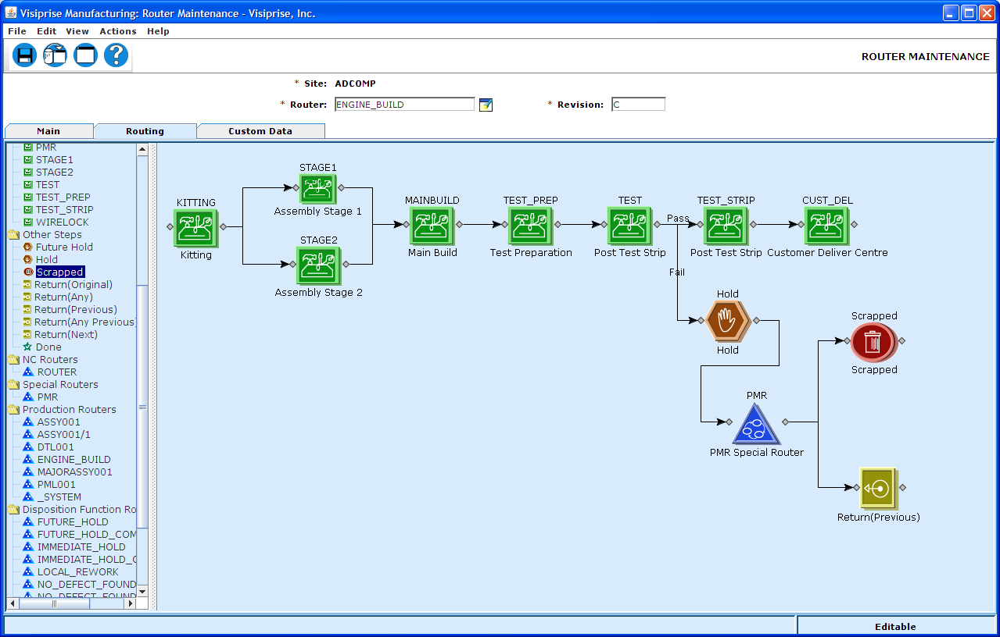 Visiprise Manufacturing: Router Maintenance - Visiprise, Inc.
File Edit View Actions Help
ROUTER MAINTENANCE
* Site: ADCOMP
* Router: ENGINE_BUILD * Revision: C
Main Routing Custom Data
PMR
STAGE1
STAGE2
TEST
TEST_PREP
TEST_STRIP
WIRELOCK
Other Steps
Future Hold
Hold
Scrapped
Return(Original)
Return(Any)
Return(Previous)
Return(Any Previous)
Return(Next)
Done
NC Routers
ROUTER
Special Routers
PMR
Production Routers
ASSY001
ASSY001/1
DTL001
ENGINE_BUILD
MAJORASSY001
PML001
_SYSTEM
Disposition Function Ro
FUTURE_HOLD
FUTURE_HOLD_COM
IMMEDIATE_HOLD
IMMEDIATE_HOLD_C
LOCAL_REWORK
NO_DEFECT_FOUND
NO_DEFECT_FOUND
KITTING
Kitting
STAGE1
Assembly Stage 1
STAGE2
Assembly Stage 2
MAINBUILD
Main Build
TEST_PREP
Test Preparation
TEST
Post Test Strip
Pass
Fail
TEST_STRIP
Post Test Strip
CUST_DEL
Customer Deliver Centre
Hold
Hold
Scrapped
Scrapped
PMR
PMR Special Router
Return(Previous)
Editable